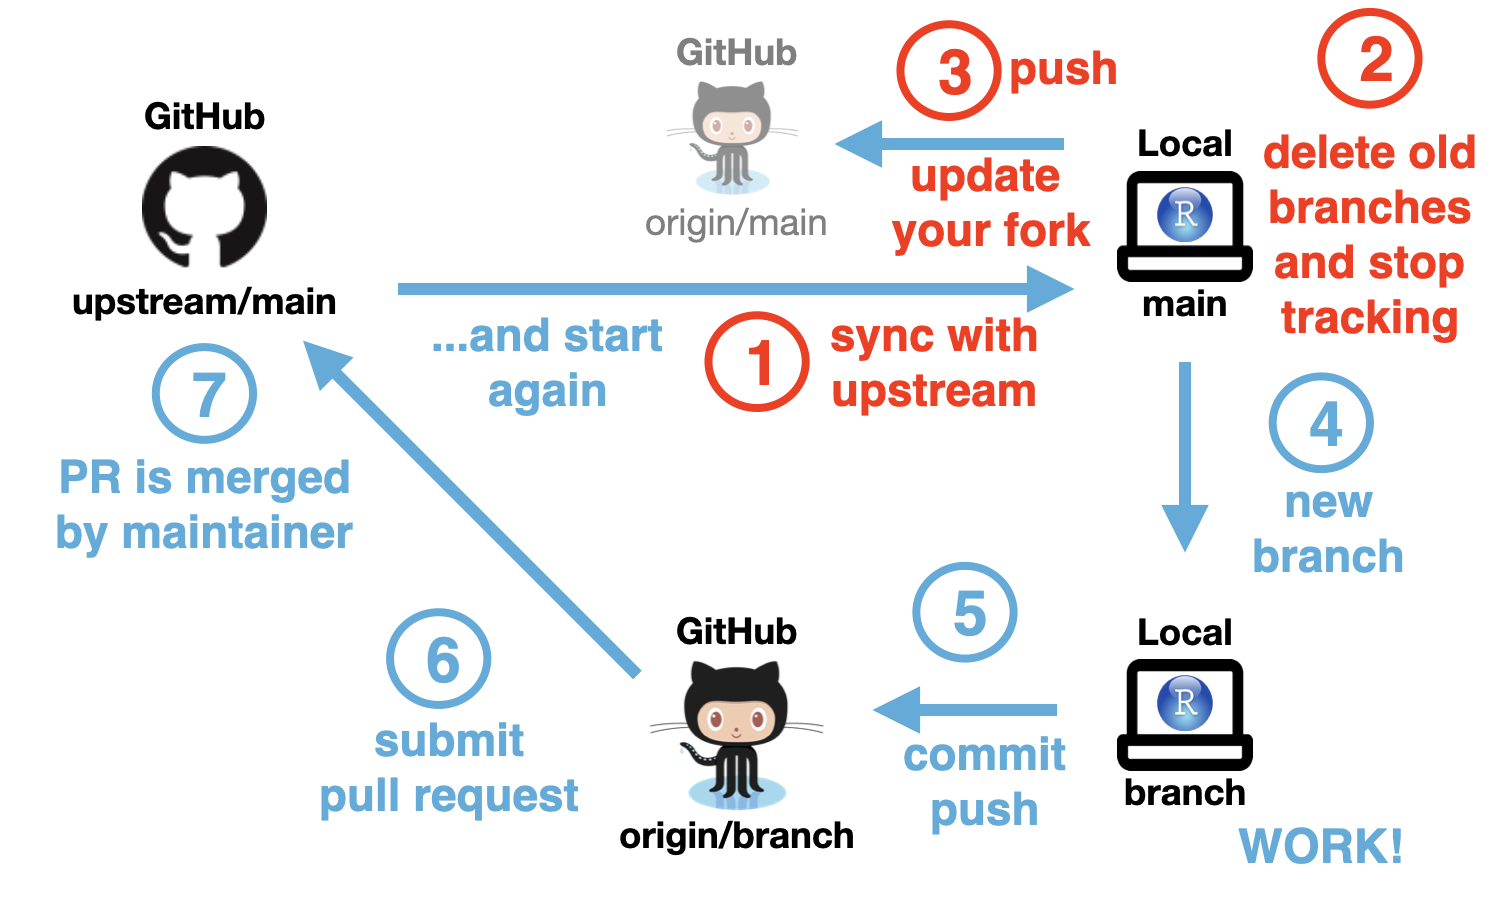 GitHub
upstream/main
7
PR is merged
by maintainer
GitHub
origin/main
3
push
update
your fork
Local
R
main
2
delete old
branches
and stop
tracking
...and start
again
1
sync with
upstream
4
new
branch
Local
R
branch
WORK!
5
commit
push
GitHub
origin/branch
6
submit
pull request